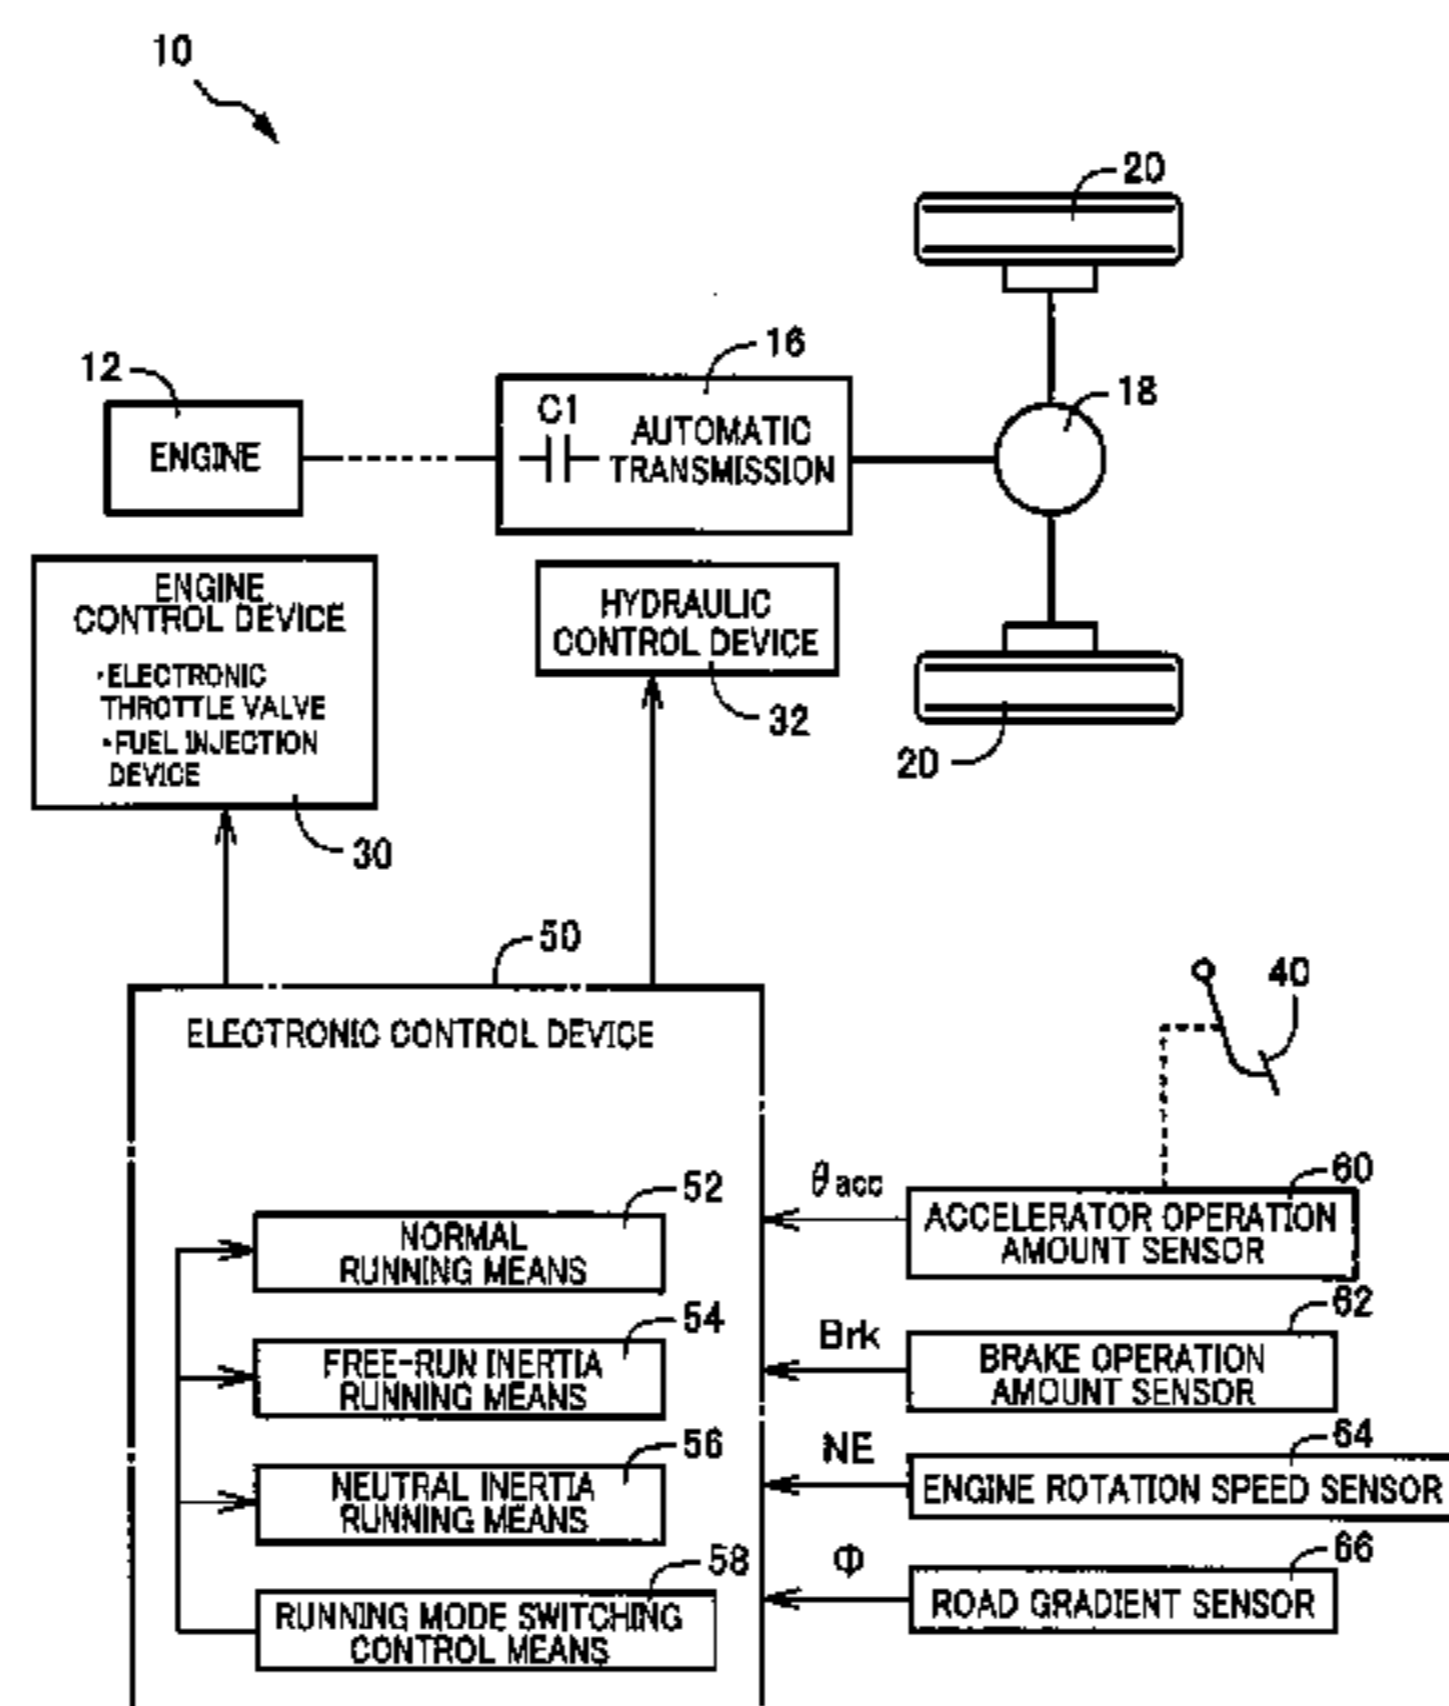 10
20
16
12
18
C1
ENGINE
AUTOMATIC
TRANSMISSION
ENGINE
CONTROL DEVICE
・ELECTRONIC
THROTTLE VALVE
・FUEL INJECTION
DEVICE
HYDRAULIC
CONTROL DEVICE
32
20
30
50
40
ELECTRONIC CONTROL DEVICE
52
NORMAL
RUNNING MEANS
54
FREE-RUN INERTIA
RUNNING MEANS
56
NEUTRAL INERTIA
RUNNING MEANS
58
RUNNING MODE SWITCHING
CONTROL MEANS
θacc
60
ACCELERATOR OPERATION
AMOUNT SENSOR
62
Brk
BRAKE OPERATION
AMOUNT SENSOR
64
NE
ENGINE ROTATION SPEED SENSOR
66
Φ
ROAD GRADIENT SENSOR